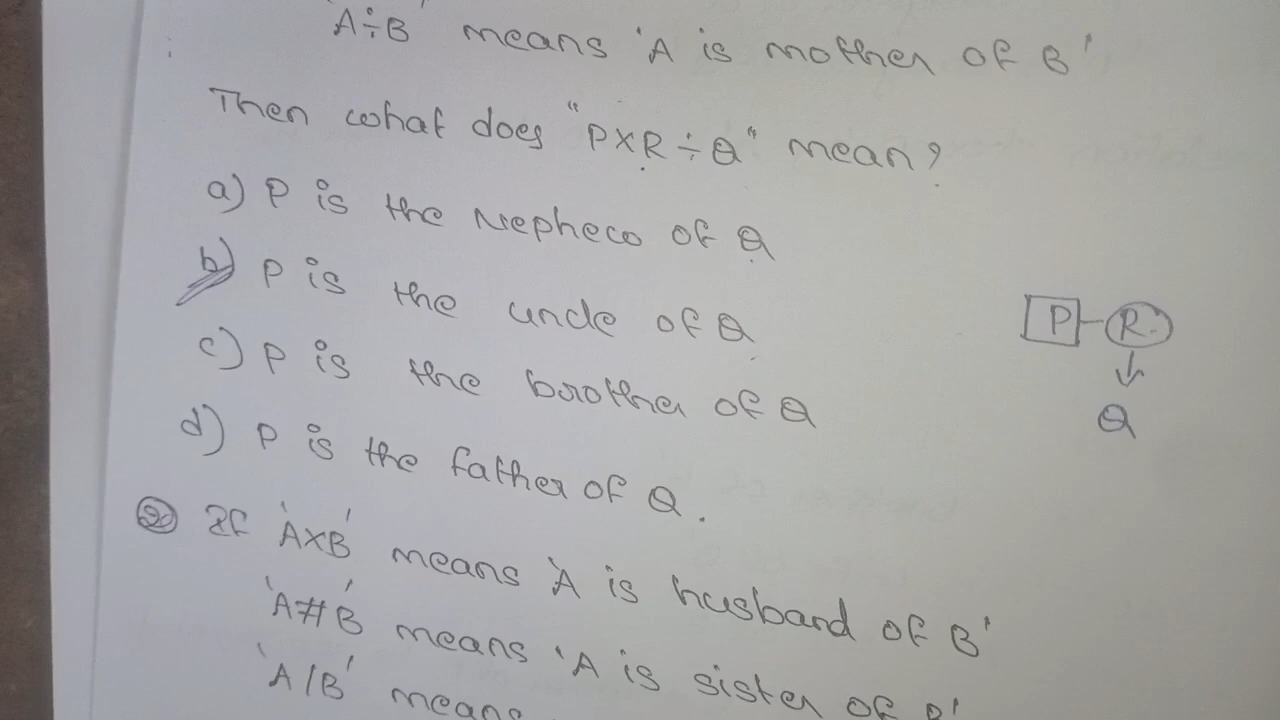 'A÷B' means 'A is mother of B'
Then what does "P×R÷Q" mean?
a) P is the Nephew of Q
b) P is the uncle of Q
c) P is the brother of Q
d) P is the father of Q.
P - R
Q
② If 'A×B' means 'A is husband of B'
'A#B' means 'A is sister of B'
'A/B' means